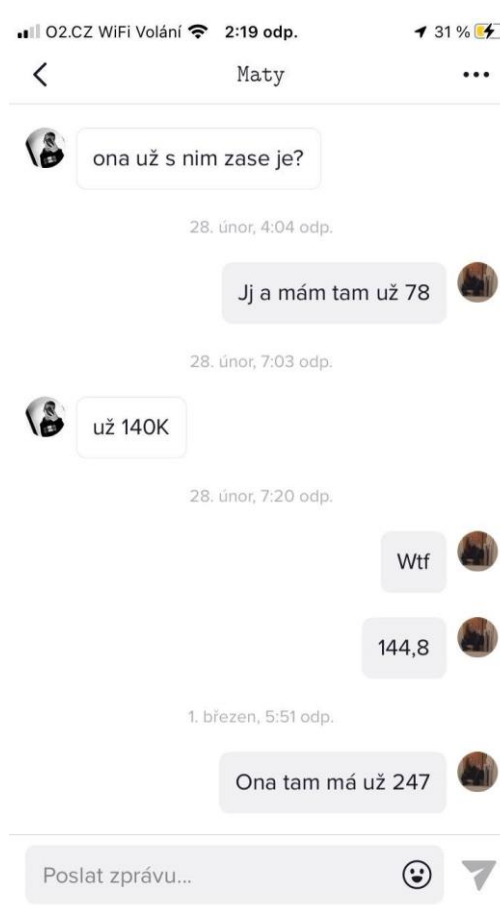 O2.CZ WiFi Volání 2:19 odp. 31 %
Maty
ona už s nim zase je?
28. únor, 4:04 odp.
Jj a mám tam už 78
28. únor, 7:03 odp.
už 140K
28. únor, 7:20 odp.
Wtf
144,8
1. březen, 5:51 odp.
Ona tam má už 247
Poslat zprávu...